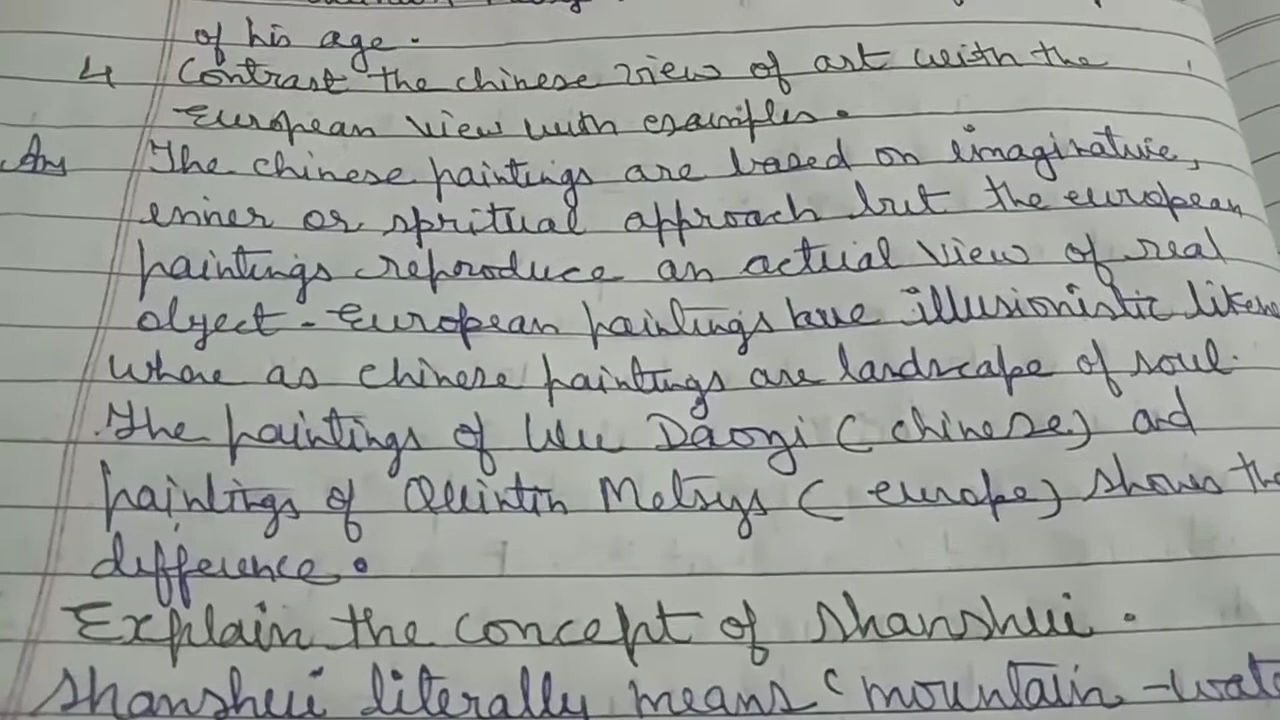 of his age.
4 Contrast the chinese view of art with the
European view with examples.
Ans The chinese paintings are based on imaginative,
enner or spritual approach but the european
paintings reproduce an actual view of real
object. European paintings have illusionistic
where as chinese paintings are landscape of soul.
The paintings of Wu Daozi (chinese) and
paintings of Quintin Metsys (europe) shows the
difference.
Explain the concept of Shanshui.
Shanshui literally means (mountain-wat